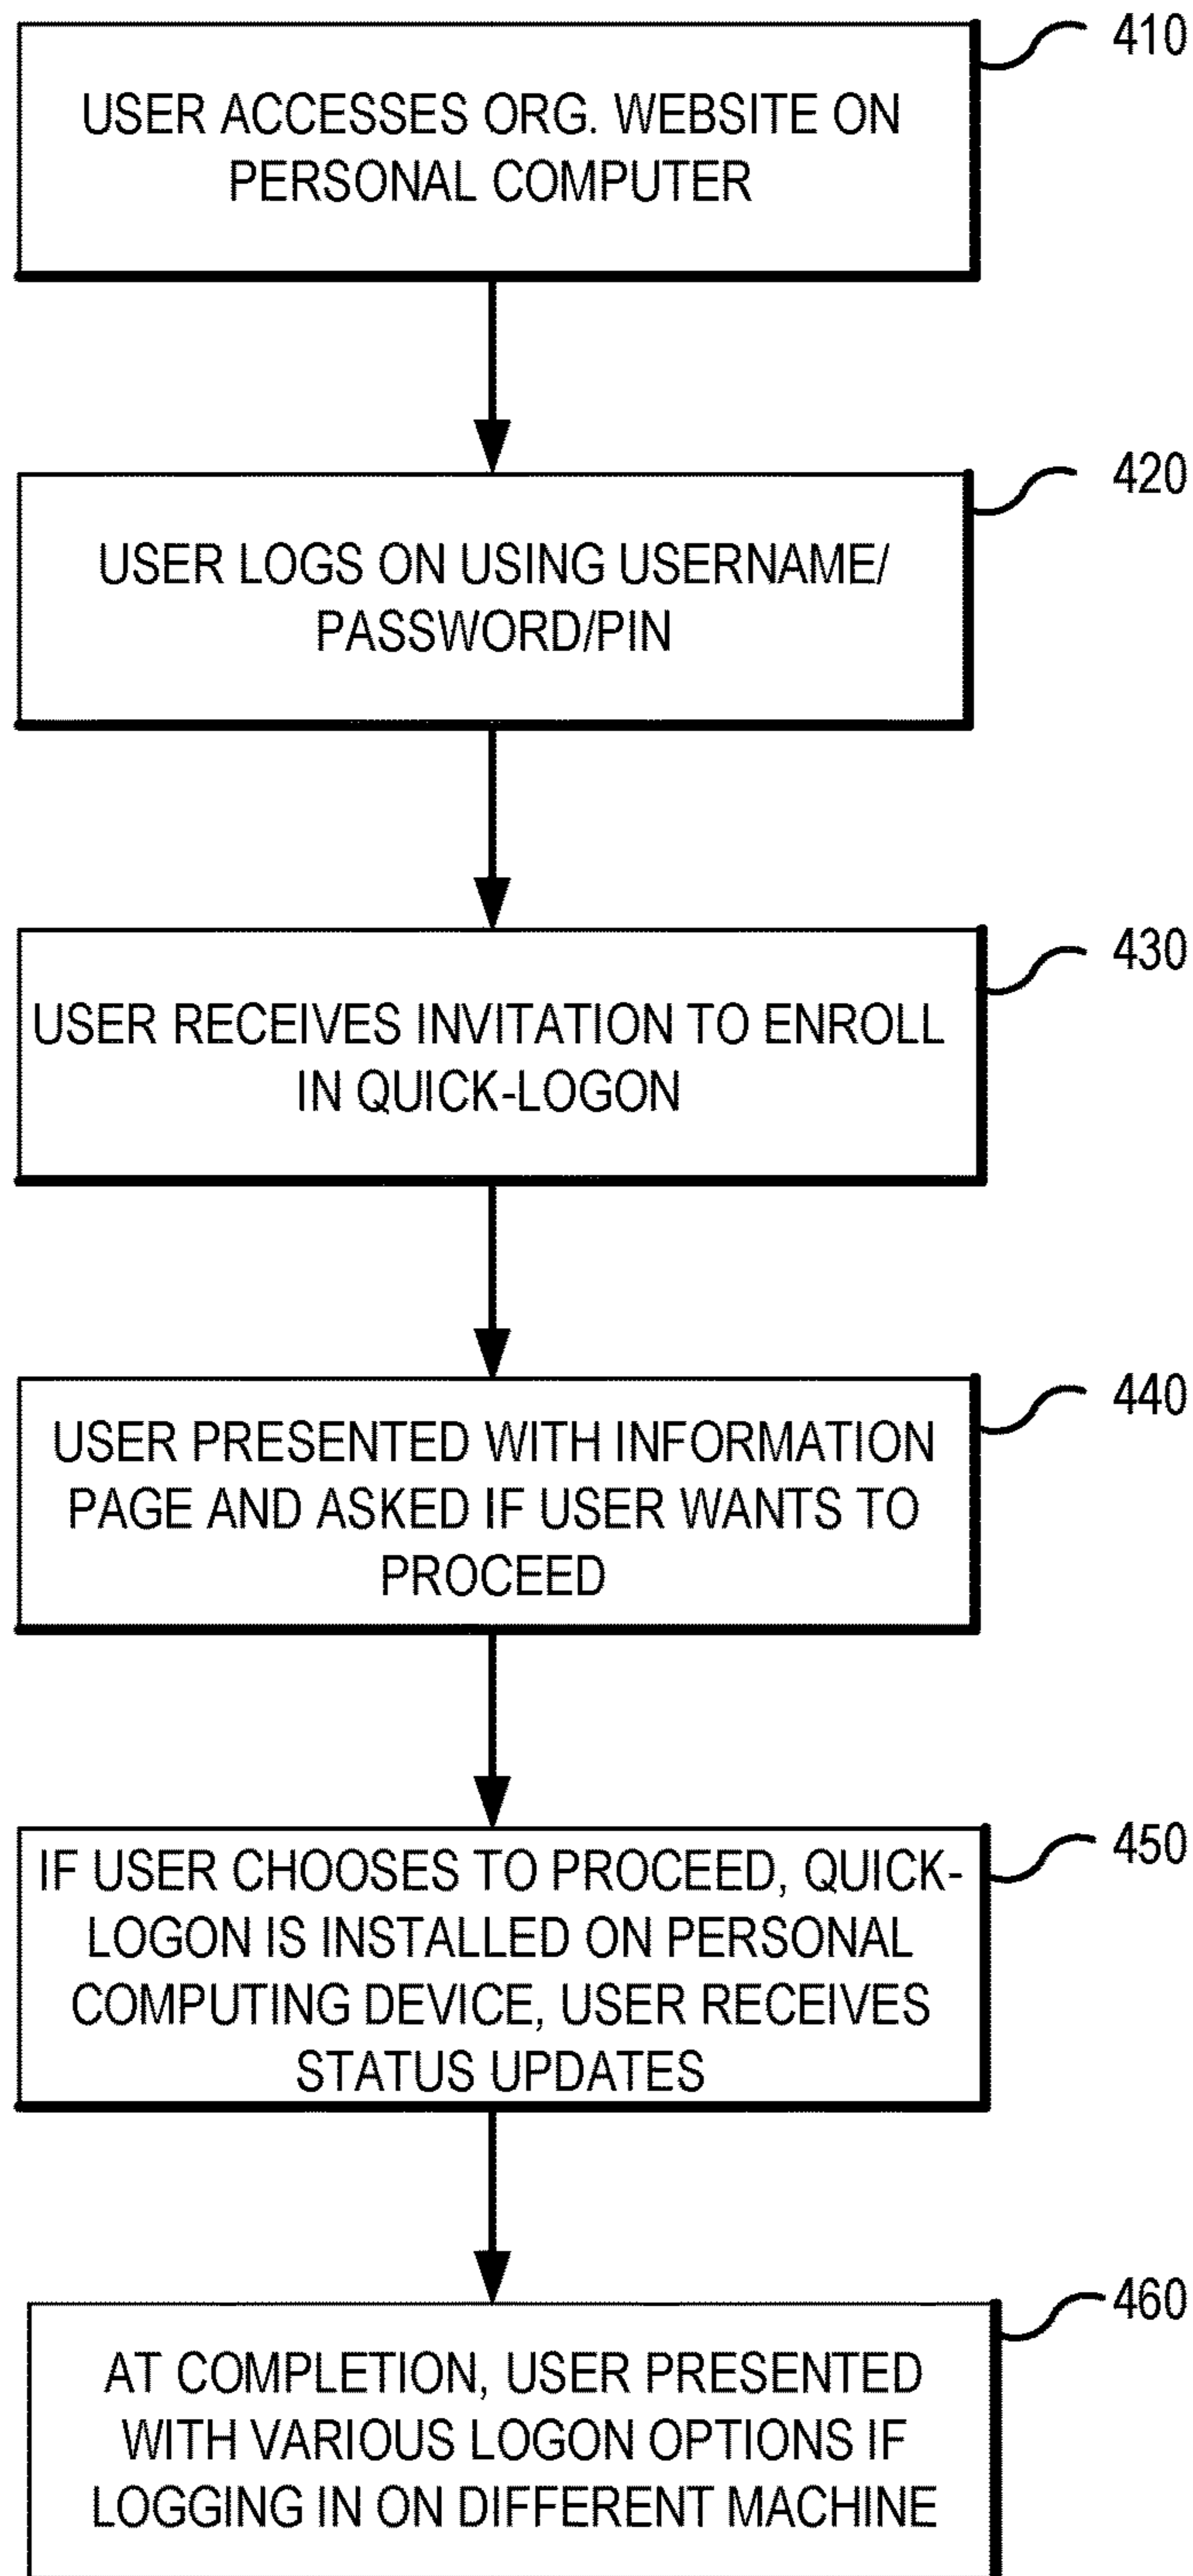 410
USER ACCESSES ORG. WEBSITE ON
PERSONAL COMPUTER
420
USER LOGS ON USING USERNAME/
PASSWORD/PIN
430
USER RECEIVES INVITATION TO ENROLL
IN QUICK-LOGON
440
USER PRESENTED WITH INFORMATION
PAGE AND ASKED IF USER WANTS TO
PROCEED
450
IF USER CHOOSES TO PROCEED, QUICK-
LOGON IS INSTALLED ON PERSONAL
COMPUTING DEVICE, USER RECEIVES
STATUS UPDATES
460
AT COMPLETION, USER PRESENTED
WITH VARIOUS LOGON OPTIONS IF
LOGGING IN ON DIFFERENT MACHINE